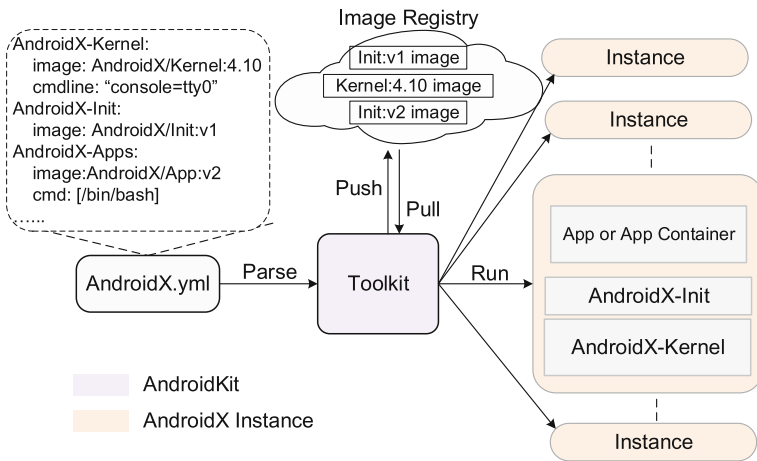 Image Registry
AndroidX-Kernel:
image: AndroidX/Kernel:4.10
cmdline: “console=tty0”
AndroidX-Init:
image: AndroidX/Init:v1
AndroidX-Apps:
image:AndroidX/App:v2
cmd: [/bin/bash]
......
Init:v1 image
Kernel:4.10 image
Init:v2 image
Push
Pull
AndroidX.yml
Parse
Toolkit
Run
Instance
Instance
App or App Container
AndroidX-Init
AndroidX-Kernel
Instance
AndroidKit
AndroidX Instance